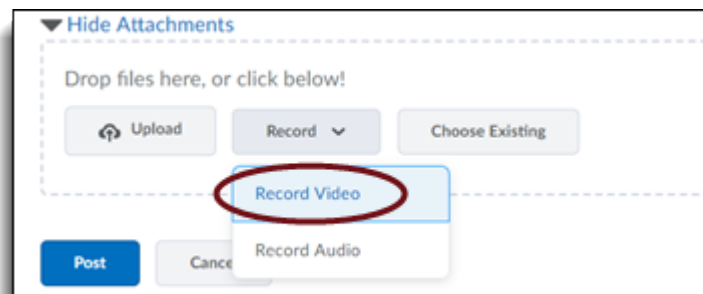 Hide Attachments
Drop files here, or click below!
Upload Record Choose Existing
Record Video
Record Audio
Post